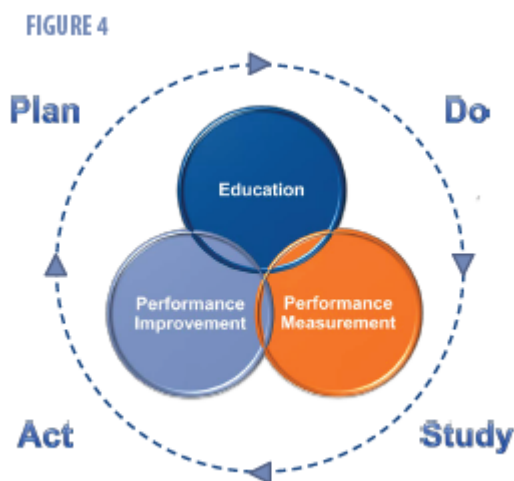 FIGURE 4
Plan
Do
Education
Performance
Improvement
Performance
Measurement
Act
Study